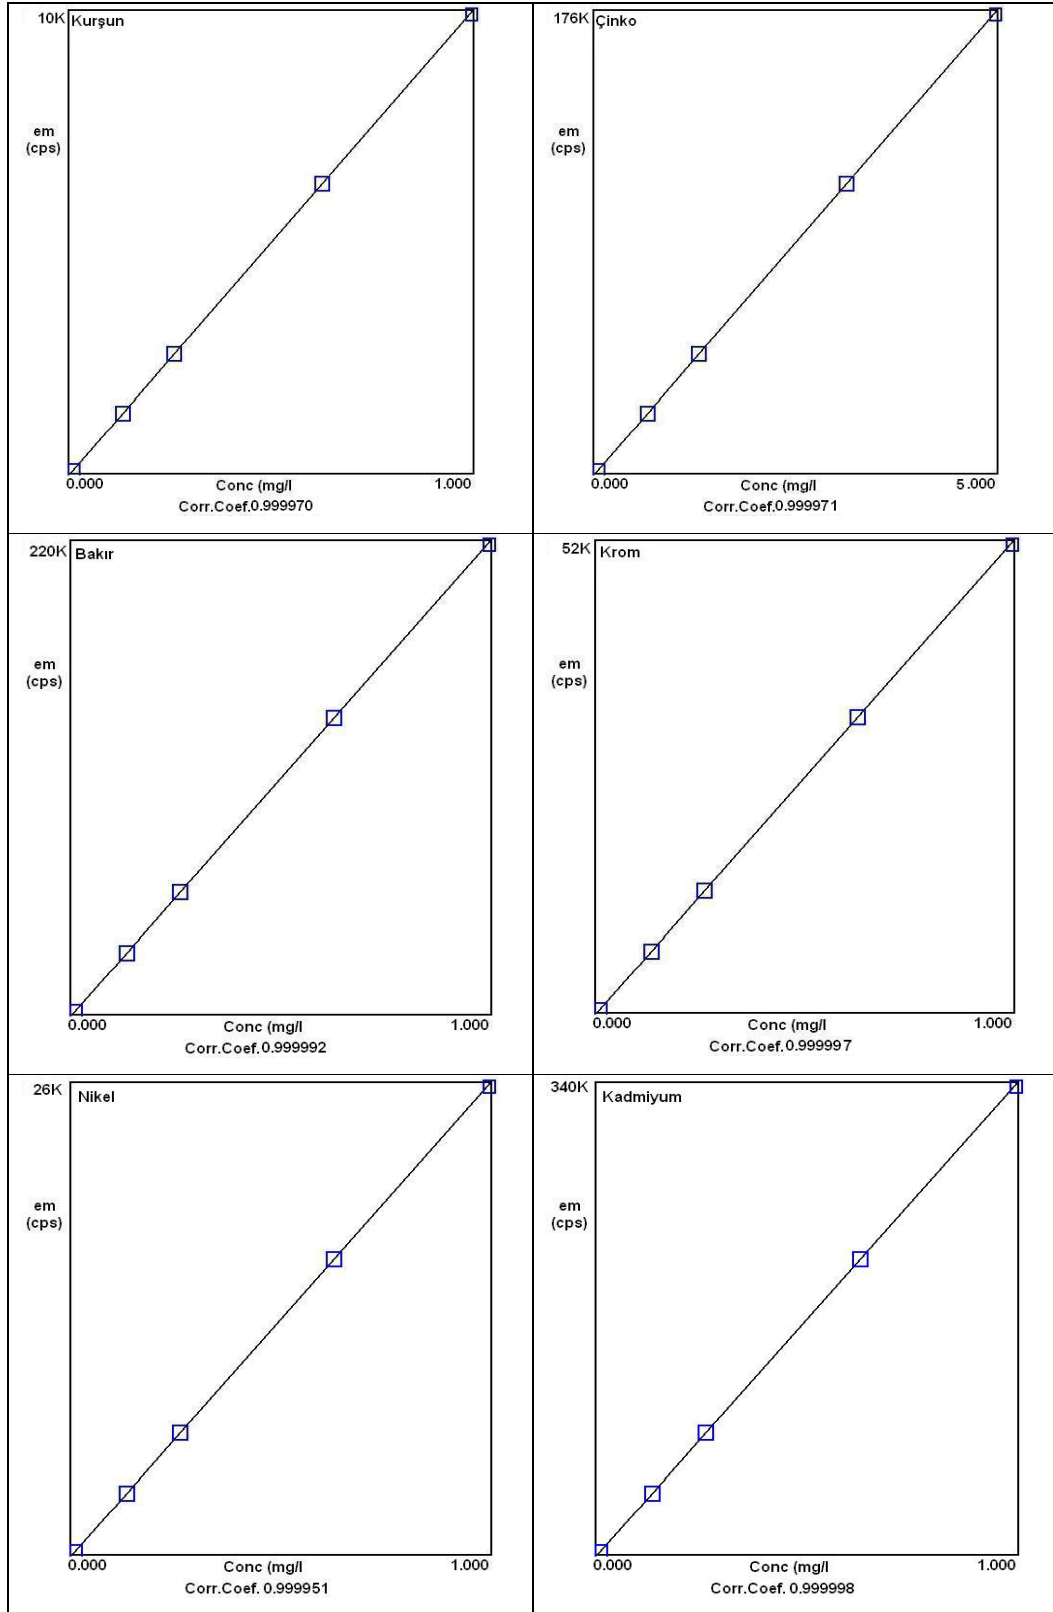 10K Kurşun
em
(cps)
0.000 Conc (mg/l 1.000
Corr.Coef.0.999970
176K Çinko
em
(cps)
0.000 Conc (mg/l 5.000
Corr.Coef.0.999971
220K Bakır
em
(cps)
0.000 Conc (mg/l 1.000
Corr.Coef.0.999992
52K Krom
em
(cps)
0.000 Conc (mg/l 1.000
Corr.Coef.0.999997
26K Nikel
em
(cps)
0.000 Conc (mg/l 1.000
Corr.Coef. 0.999951
340K Kadmiyum
em
(cps)
0.000 Conc (mg/l 1.000
Corr.Coef. 0.999998